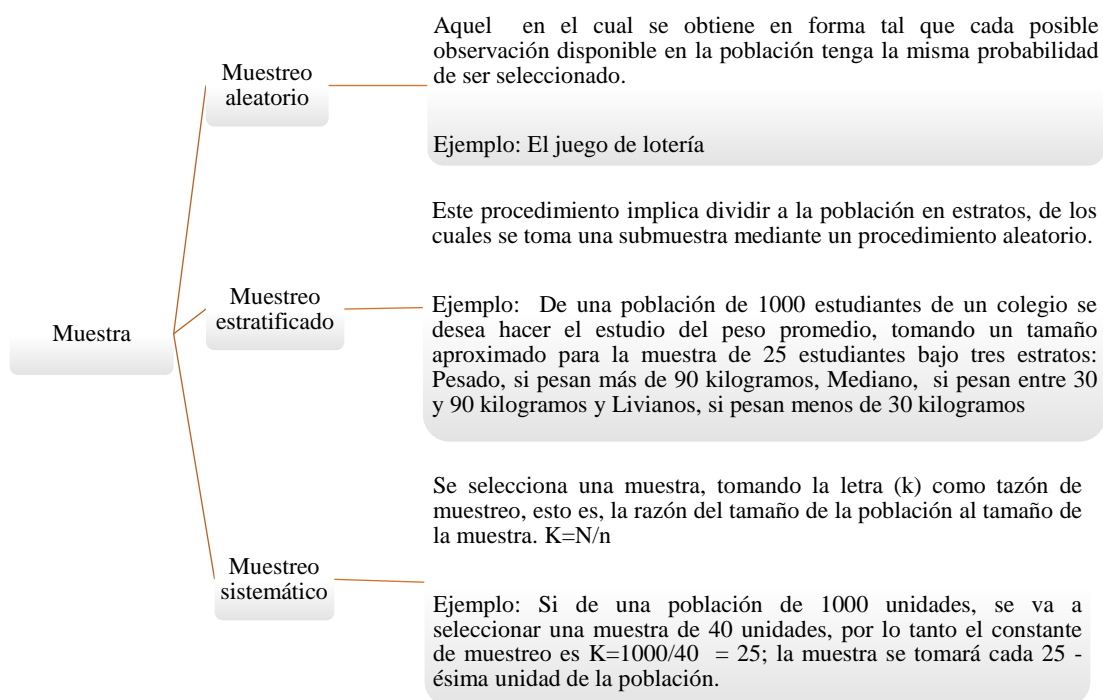 Muestra
Muestreo
aleatorio
Aquel en el cual se obtiene en forma tal que cada posible
observación disponible en la población tenga la misma probabilidad
de ser seleccionado.
Ejemplo: El juego de lotería
Muestreo
estratificado
Este procedimiento implica dividir a la población en estratos, de los
cuales se toma una submuestra mediante un procedimiento aleatorio.
Ejemplo: De una población de 1000 estudiantes de un colegio se
desea hacer el estudio del peso promedio, tomando un tamaño
aproximado para la muestra de 25 estudiantes bajo tres estratos:
Pesado, si pesan más de 90 kilogramos, Mediano, si pesan entre 30
y 90 kilogramos y Livianos, si pesan menos de 30 kilogramos
Muestreo
sistemático
Se selecciona una muestra, tomando la letra (k) como tazón de
muestreo, esto es, la razón del tamaño de la población al tamaño de
la muestra. K=N/n
Ejemplo: Si de una población de 1000 unidades, se va a
seleccionar una muestra de 40 unidades, por lo tanto el constante
de muestreo es K=1000/40 = 25; la muestra se tomará cada 25 -
ésima unidad de la población.